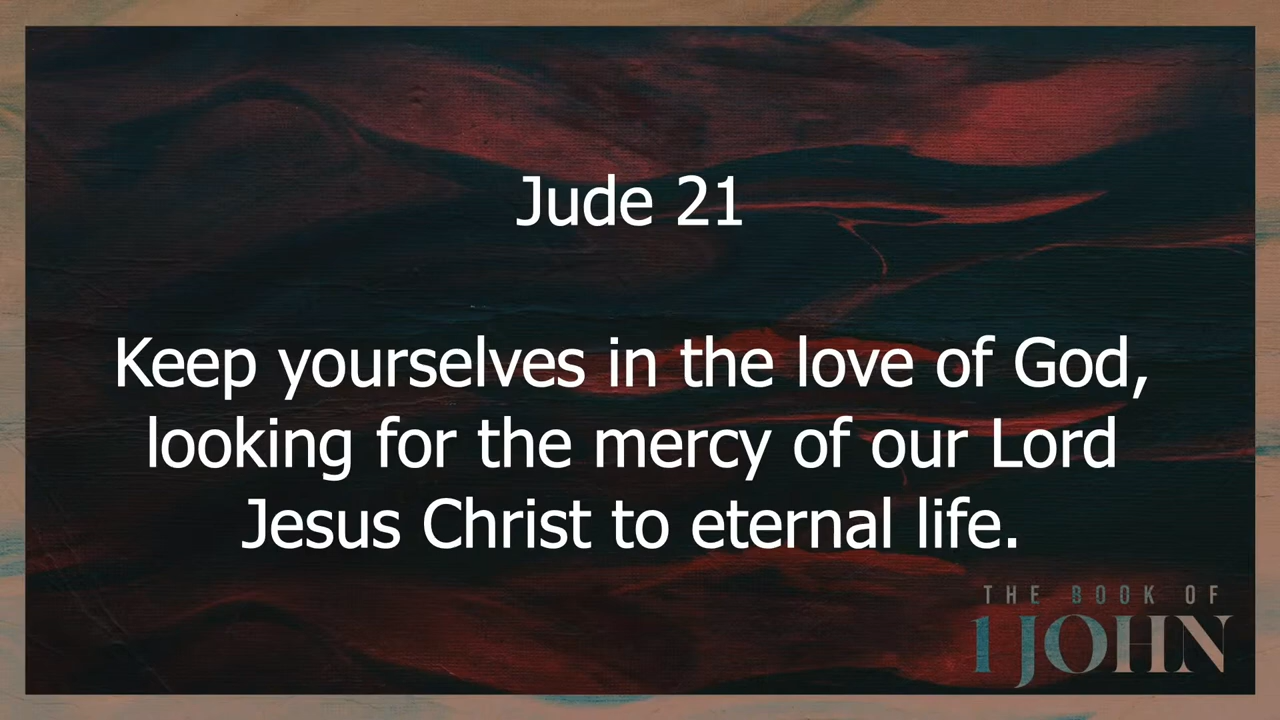 Jude 21
Keep yourselves in the love of God,
looking for the mercy of our Lord
Jesus Christ to eternal life.
THE BOOK OF
1 JOHN